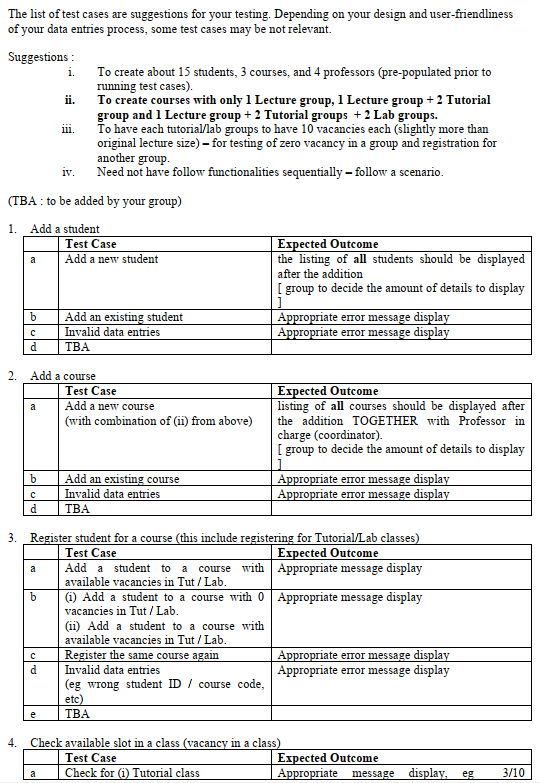 The list of test cases are suggestions for your testing. Depending on your design and user-friendliness
of your data entries process, some test cases may be not relevant.
Suggestions :
i. To create about 15 students, 3 courses, and 4 professors (pre-populated prior to
running test cases).
ii. To create courses with only 1 Lecture group, 1 Lecture group + 2 Tutorial
group and 1 Lecture group + 2 Tutorial groups + 2 Lab groups.
iii. To have each tutorial/lab groups to have 10 vacancies each (slightly more than
original lecture size) – for testing of zero vacancy in a group and registration for
another group.
iv. Need not have follow functionalities sequentially – follow a scenario.
(TBA : to be added by your group)
1. Add a student
Test Case Expected Outcome
a Add a new student the listing of all students should be displayed
after the addition
[ group to decide the amount of details to display
]
b Add an existing student Appropriate error message display
c Invalid data entries Appropriate error message display
d TBA
2. Add a course
Test Case Expected Outcome
a Add a new course listing of all courses should be displayed after
(with combination of (ii) from above) the addition TOGETHER with Professor in
charge (coordinator).
[ group to decide the amount of details to display
]
b Add an existing course Appropriate error message display
c Invalid data entries Appropriate error message display
d TBA
3. Register student for a course (this include registering for Tutorial/Lab classes)
Test Case Expected Outcome
a Add a student to a course with Appropriate message display
available vacancies in Tut / Lab.
b (i) Add a student to a course with 0 Appropriate message display
vacancies in Tut / Lab.
(ii) Add a student to a course with
available vacancies in Tut / Lab.
c Register the same course again Appropriate error message display
d Invalid data entries Appropriate error message display
(eg wrong student ID / course code,
etc)
e TBA
4. Check available slot in a class (vacancy in a class)
Test Case Expected Outcome
a Check for (i) Tutorial class Appropriate message display, eg 3/10